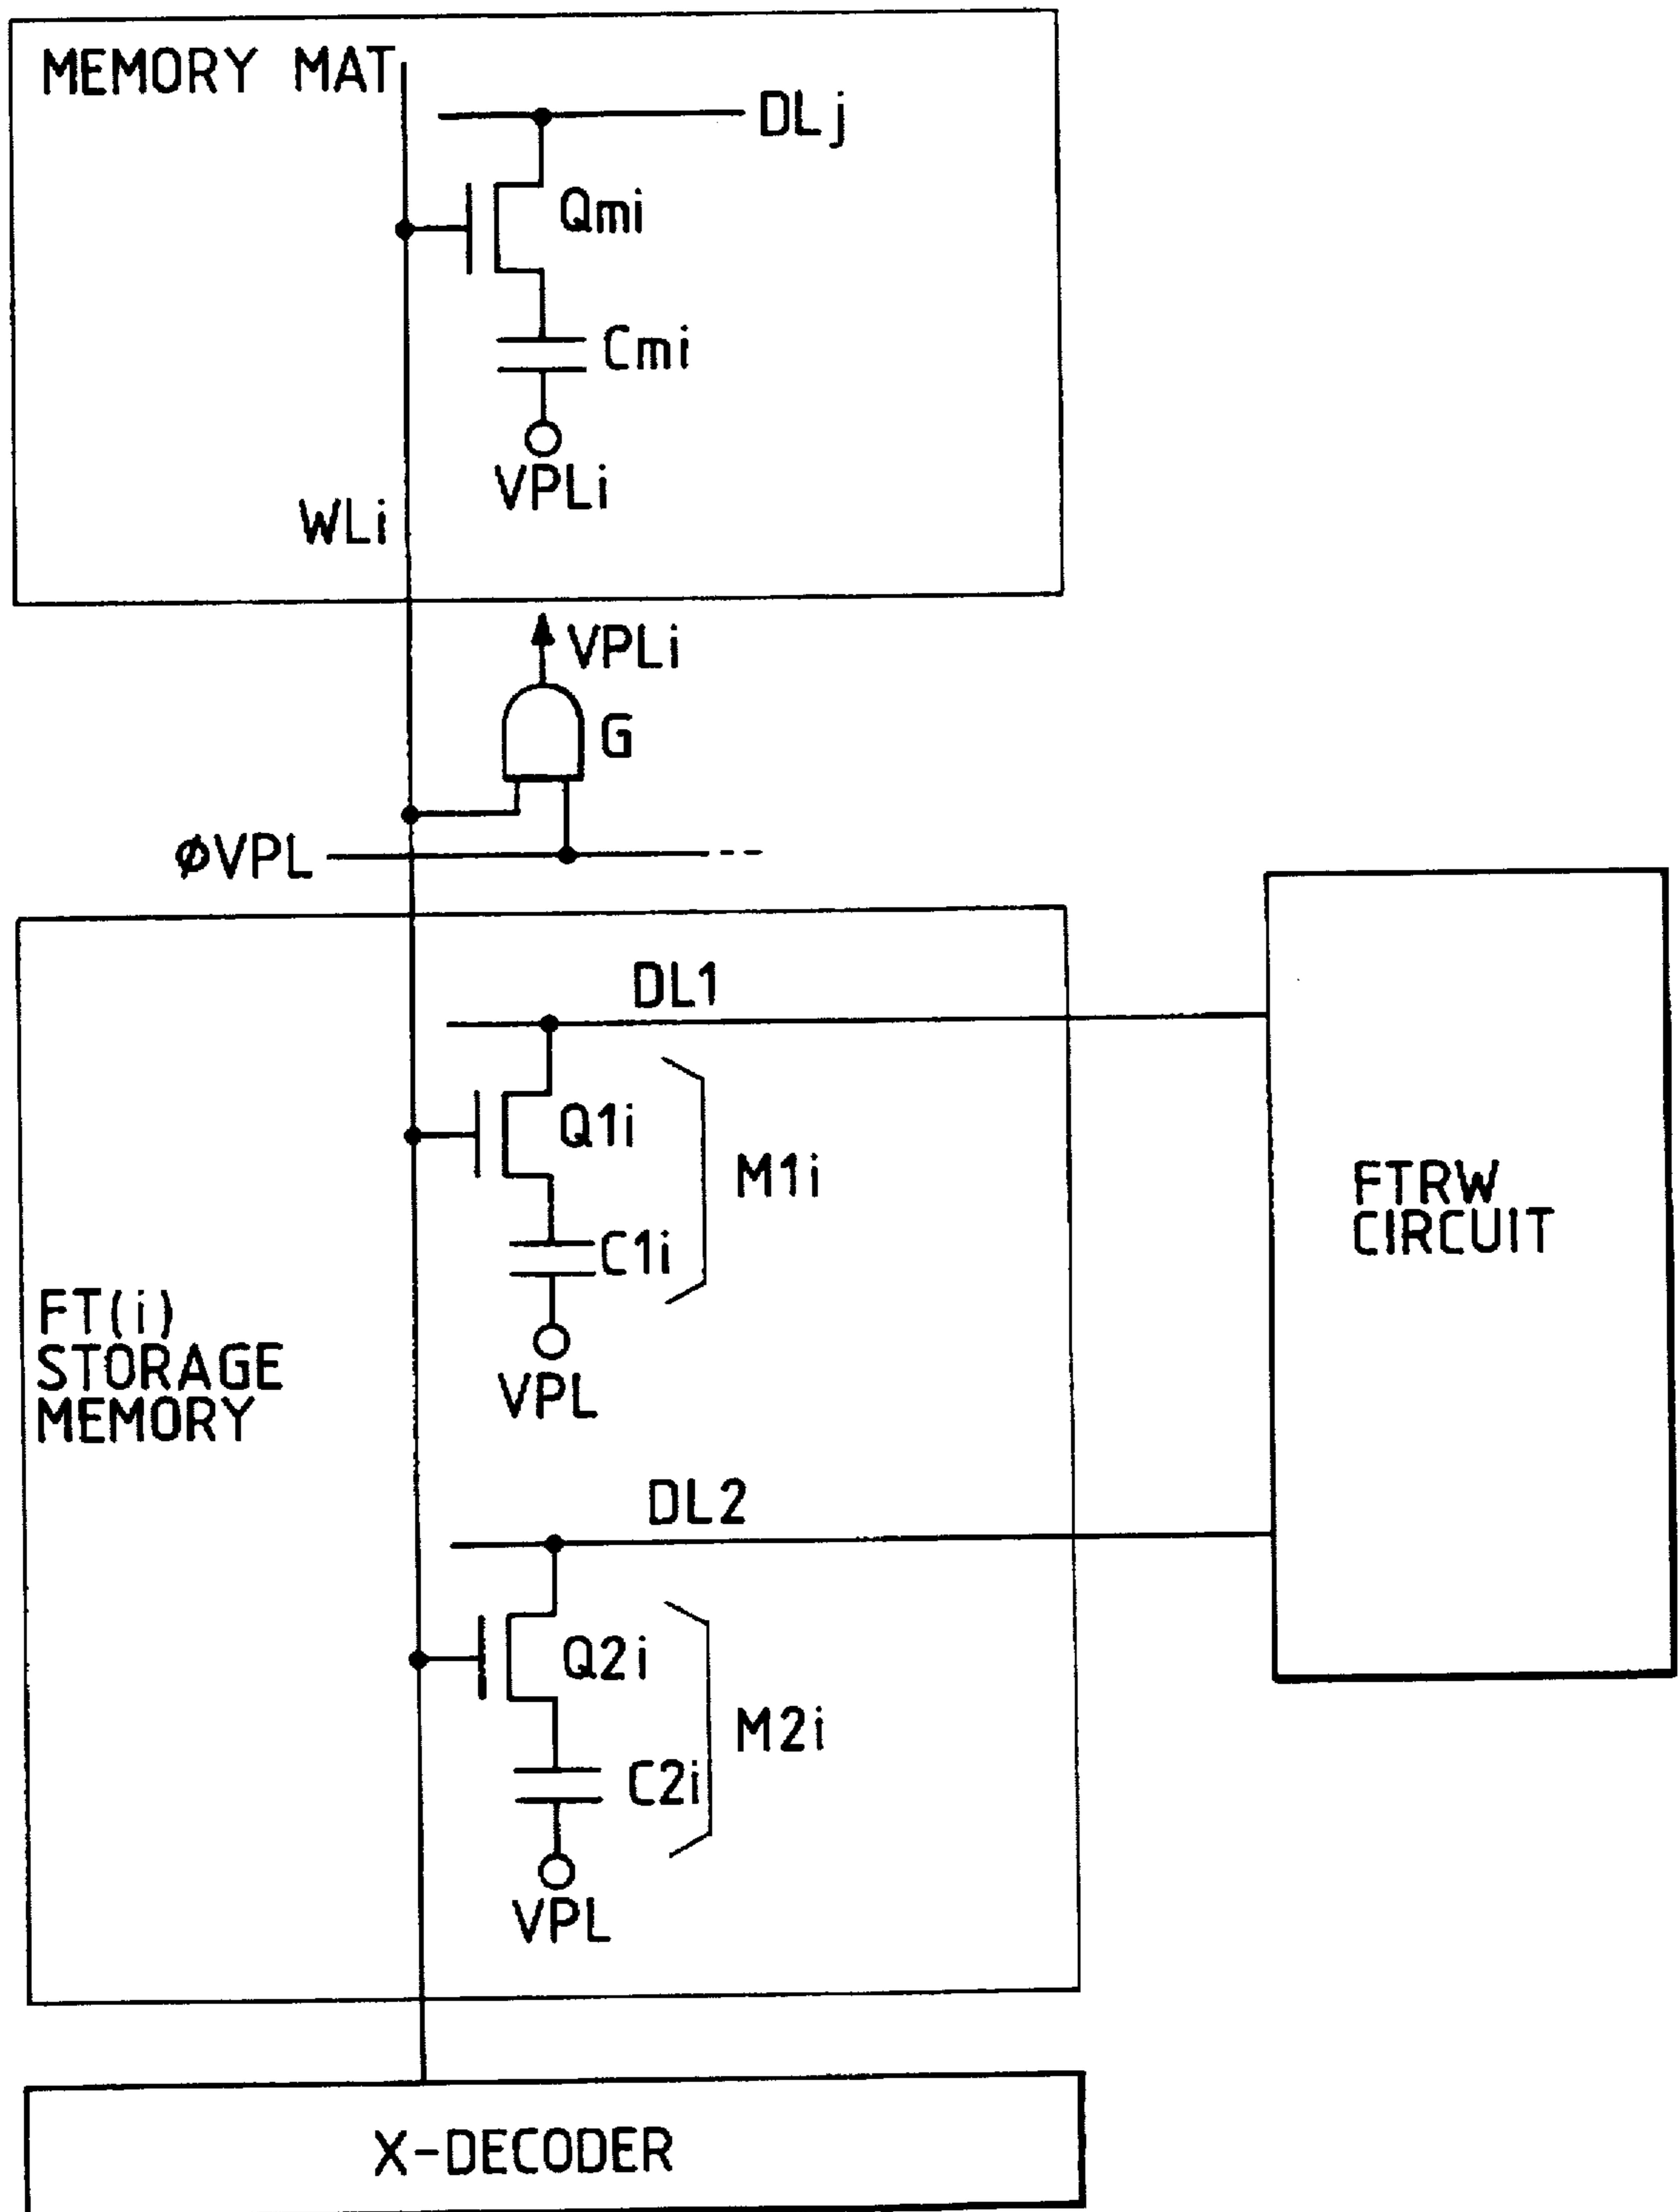 MEMORY MAT
DLj
Qmi
Cmi
VPLi
WLi
VPLi
G
øVPL
DL1
Q1i
M1i
C1i
VPL
FT(i)
STORAGE
MEMORY
FTRW
CIRCUIT
DL2
Q2i
M2i
C2i
VPL
X-DECODER